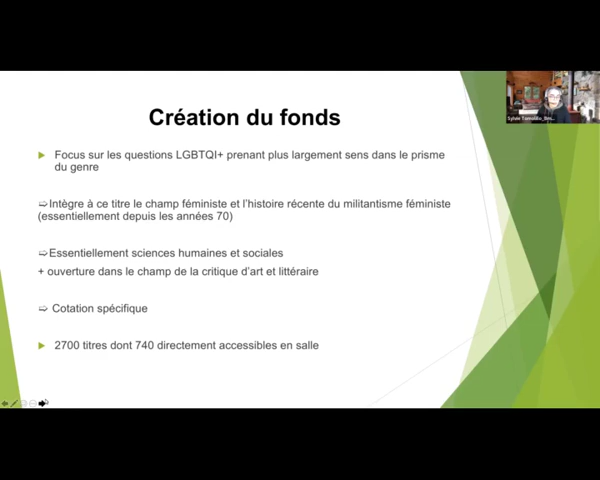 Création du fonds
Focus sur les questions LGBTQI+ prenant plus largement sens dans le prisme
du genre
⇨Intègre à ce titre le champ féministe et l'histoire récente du militantisme féministe
(essentiellement depuis les années 70)
⇨Essentiellement sciences humaines et sociales
+ ouverture dans le champ de la critique d'art et littéraire
⇨ Cotation spécifique
2700 titres dont 740 directement accessibles en salle
Sylvie